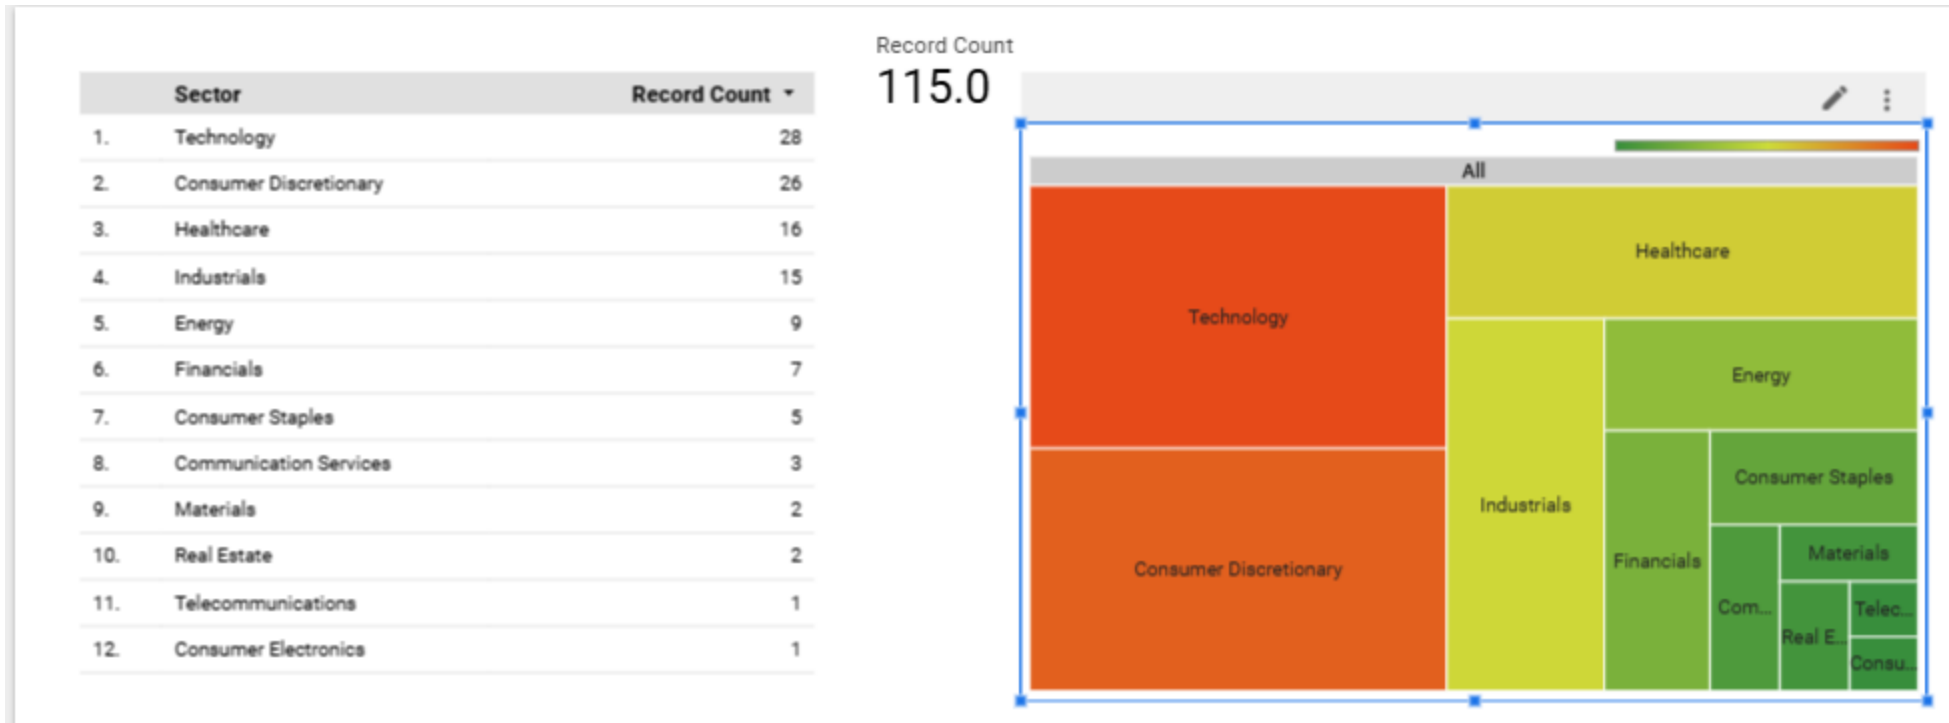 Record Count
115.0
Sector Record Count
1. Technology 28
2. Consumer Discretionary 26
3. Healthcare 16
4. Industrials 15
5. Energy 9
6. Financials 7
7. Consumer Staples 5
8. Communication Services 3
9. Materials 2
10. Real Estate 2
11. Telecommunications 1
12. Consumer Electronics 1
All
Technology
Healthcare
Energy
Consumer Staples
Industrials
Materials
Financials
Consumer Discretionary
Com...
Telec...
Real E...
Consu...